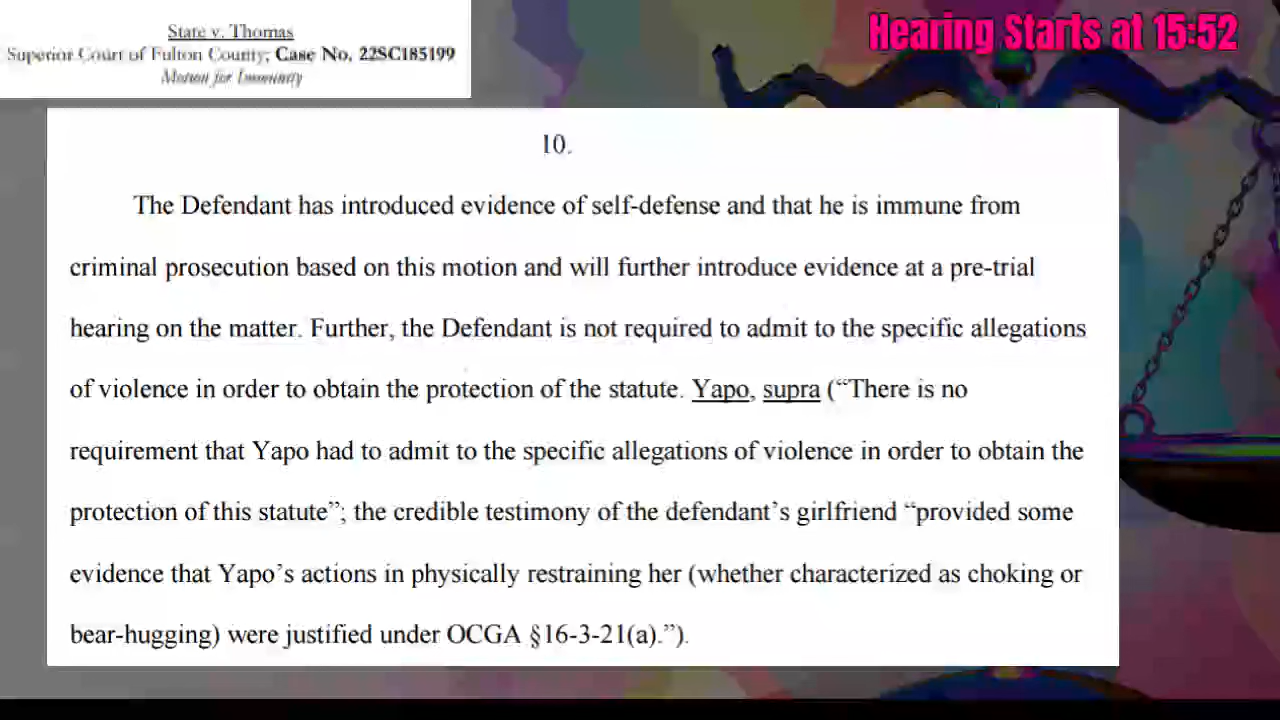 State v. Thomas
Superior Court of Fulton County; Case No. 22SC185199
Motion for Immunity
Hearing Starts at 15:52
10.
The Defendant has introduced evidence of self-defense and that he is immune from
criminal prosecution based on this motion and will further introduce evidence at a pre-trial
hearing on the matter. Further, the Defendant is not required to admit to the specific allegations
of violence in order to obtain the protection of the statute. Yapo, supra (“There is no
requirement that Yapo had to admit to the specific allegations of violence in order to obtain the
protection of this statute”; the credible testimony of the defendant’s girlfriend “provided some
evidence that Yapo’s actions in physically restraining her (whether characterized as choking or
bear-hugging) were justified under OCGA §16-3-21(a).”).